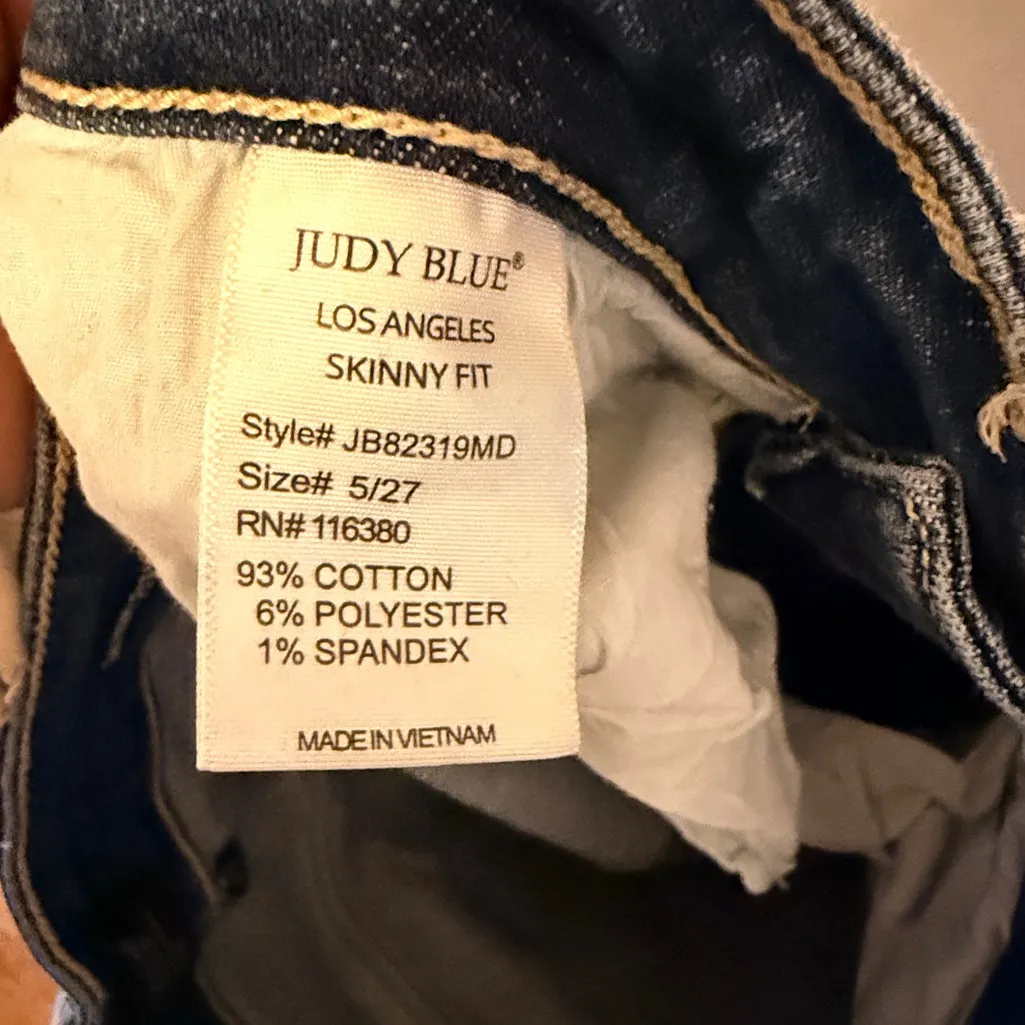 JUDY BLUE®
LOS ANGELES
SKINNY FIT
Style# JB82319MD
Size# 5/27
RN# 116380
93% COTTON
6% POLYESTER
1% SPANDEX
MADE IN VIETNAM